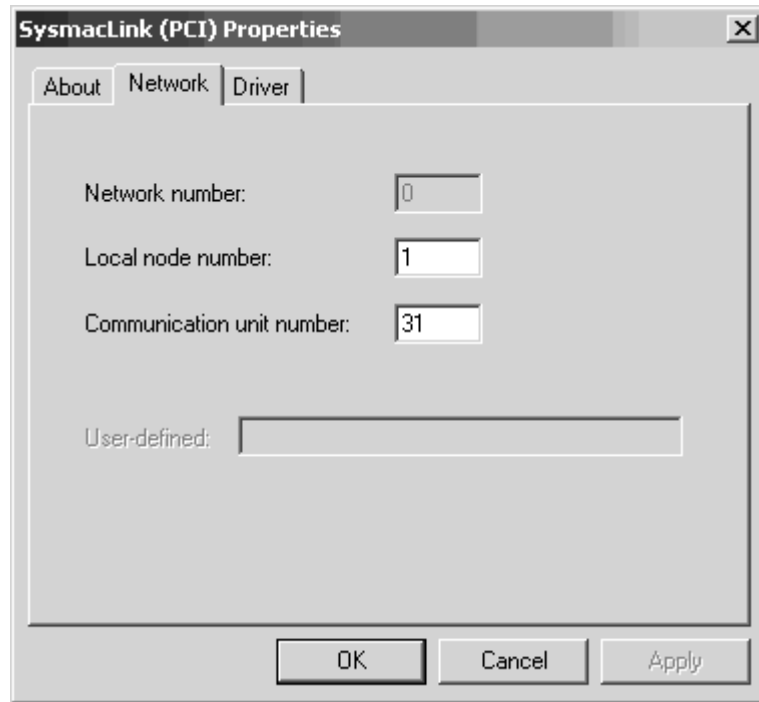 SysmacLink (PCI) Properties
About Network Driver
Network number: 0
Local node number: 1
Communication unit number: 31
User-defined:
OK Cancel Apply